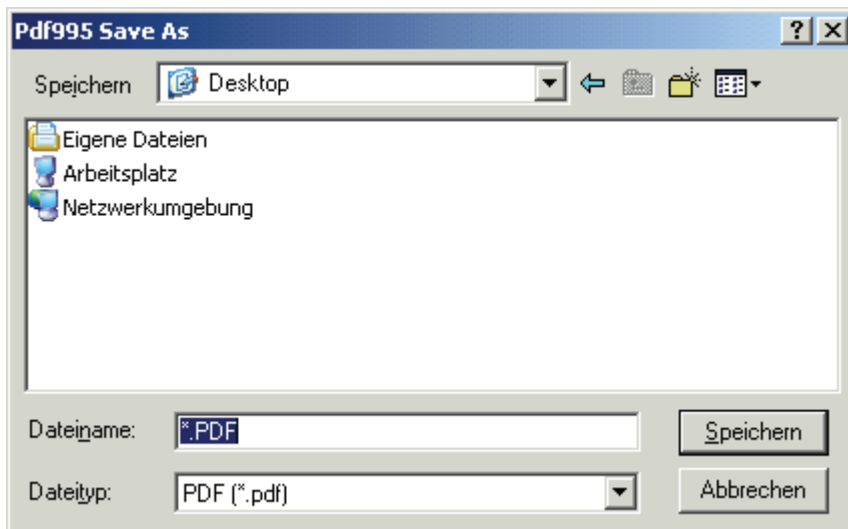 Pdf995 Save As
Speichern Desktop
Eigene Dateien
Arbeitsplatz
Netzwerkumgebung
Dateiname: *.PDF Speichern
Dateityp: PDF (*.pdf) Abbrechen